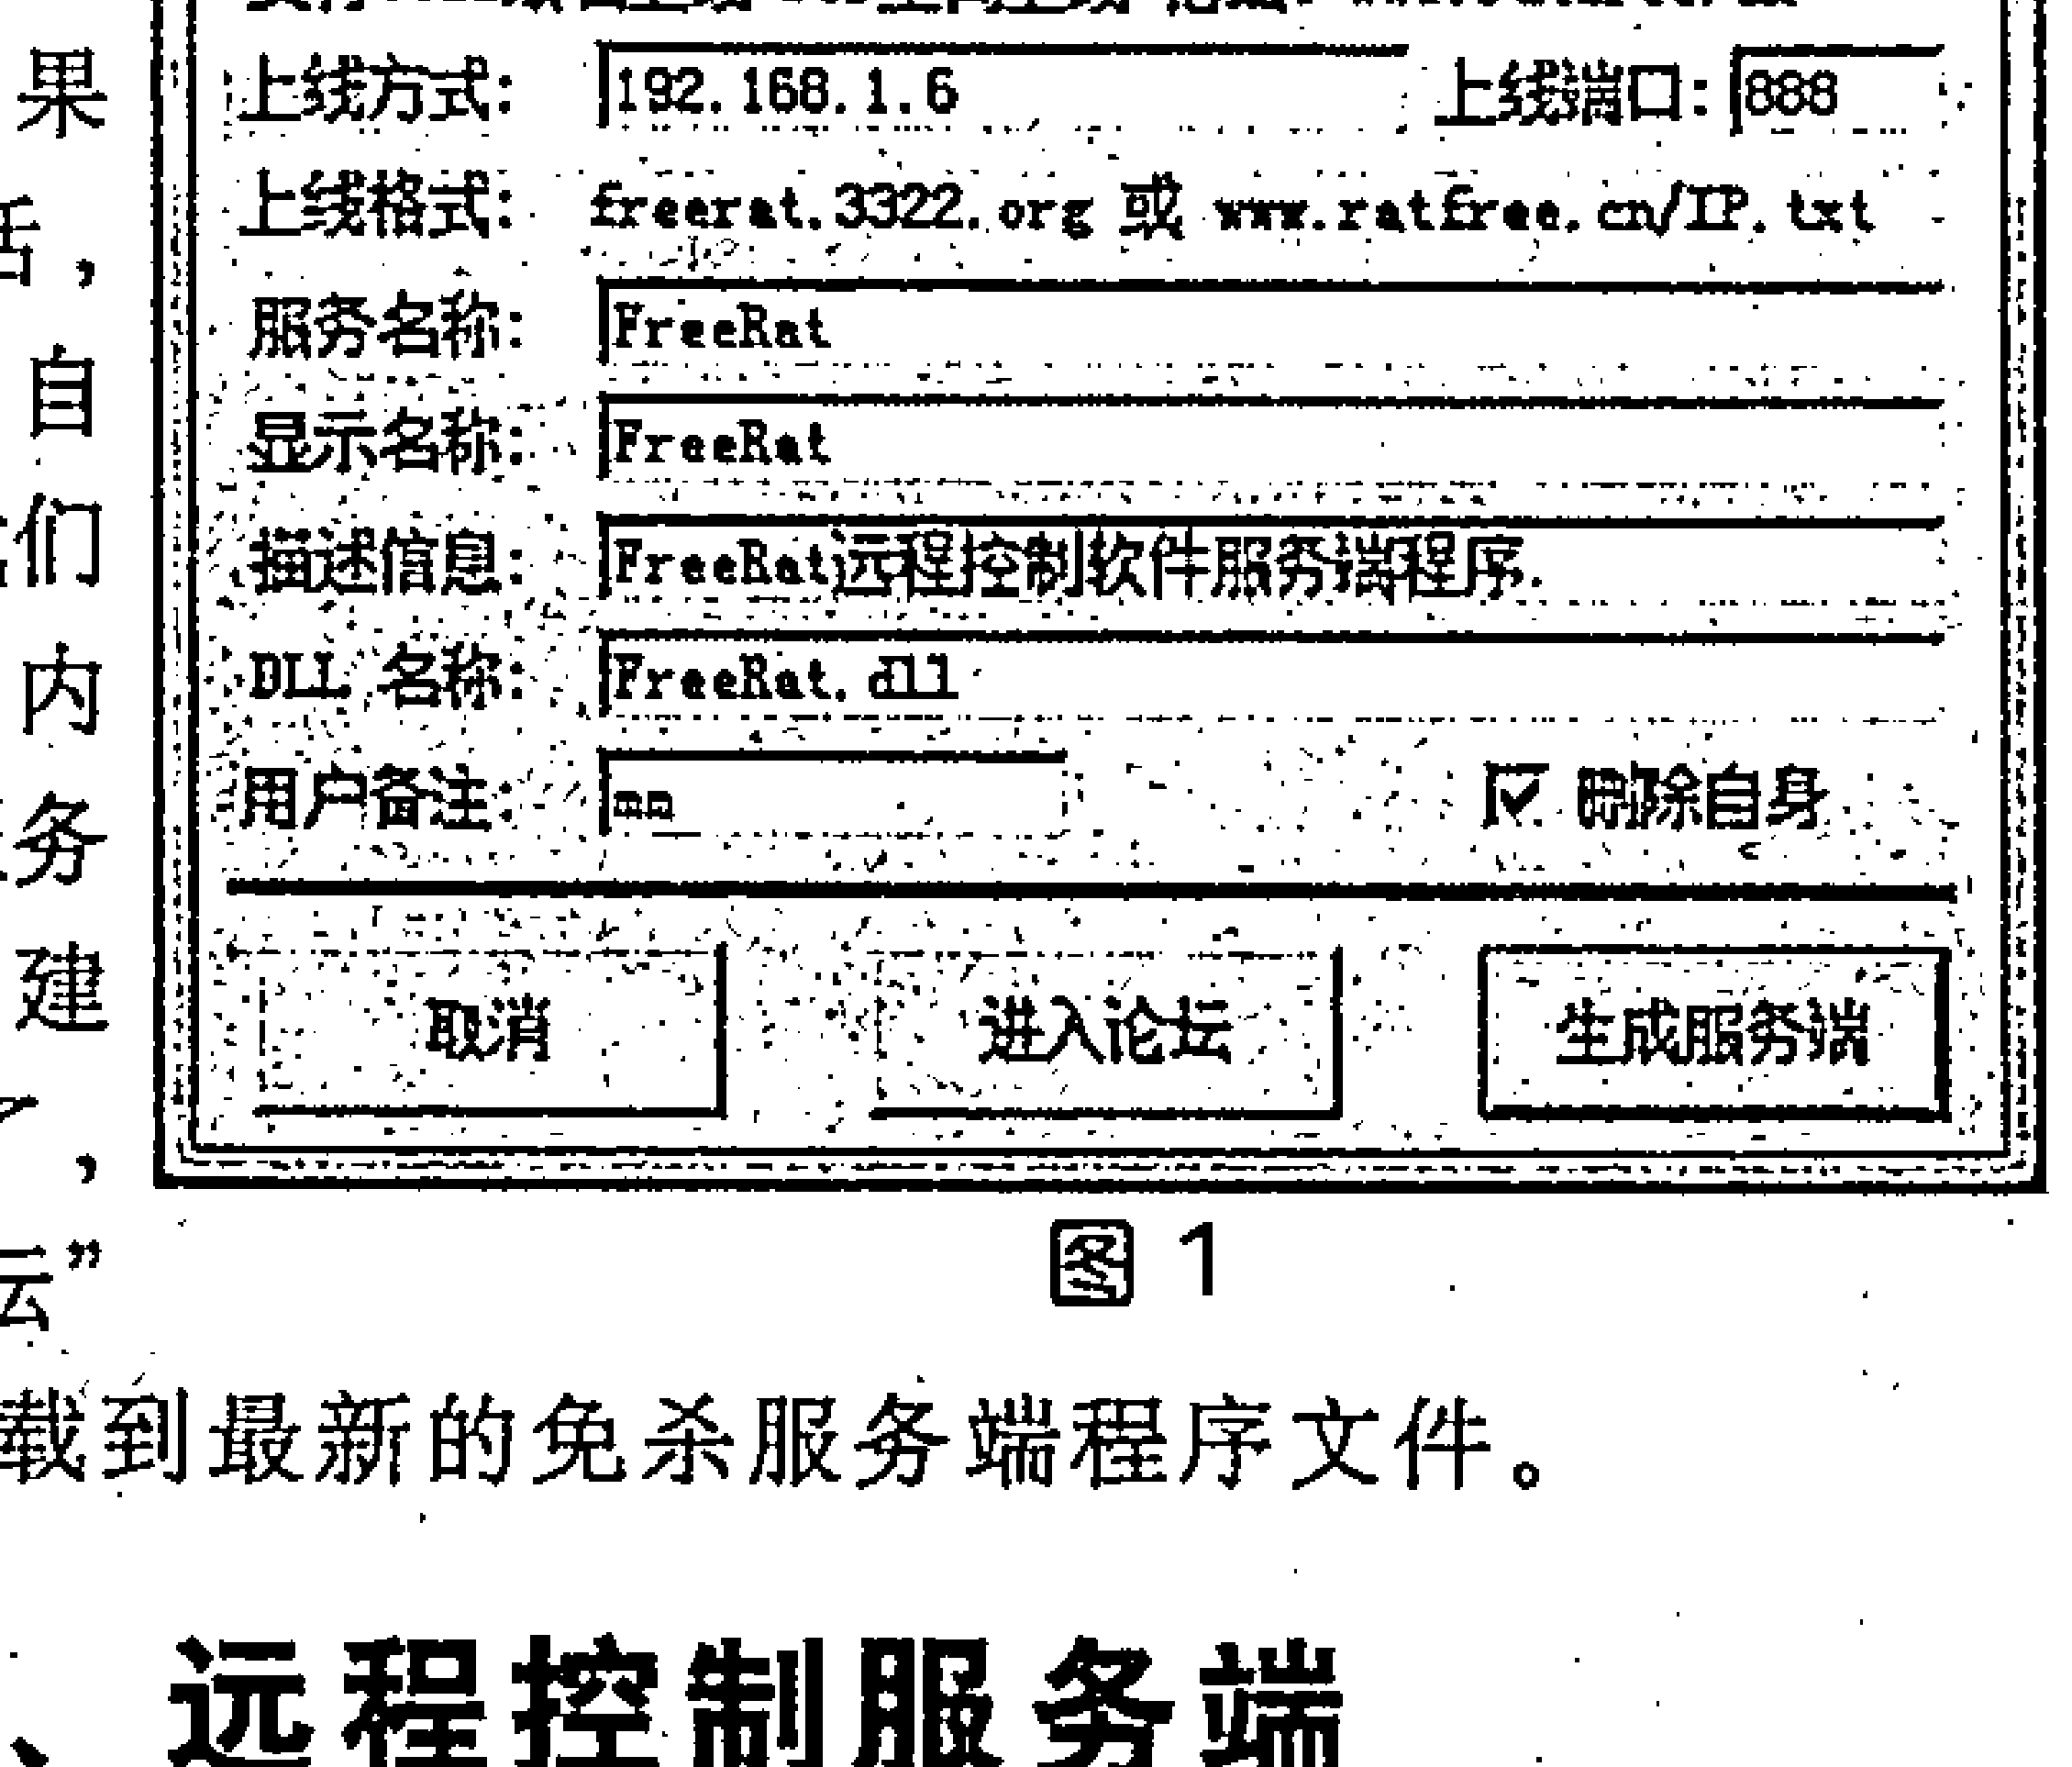 果
上线方式: 192.168.1.6 上线端口: 888
上线格式: freerat.3322.org 或 www.ratfree.cn/IP.txt
活,
服务名称: FreeRat
自
显示名称: FreeRat
们
描述信息: FreeRat远程控制软件服务端程序.
内
DLL 名称: FreeRat.dll
用户备注: mm 删除自身
务
建
取消 进入论坛 生成服务端
,
坛”
图 1
载到最新的免杀服务端程序文件。
、远程控制服务端